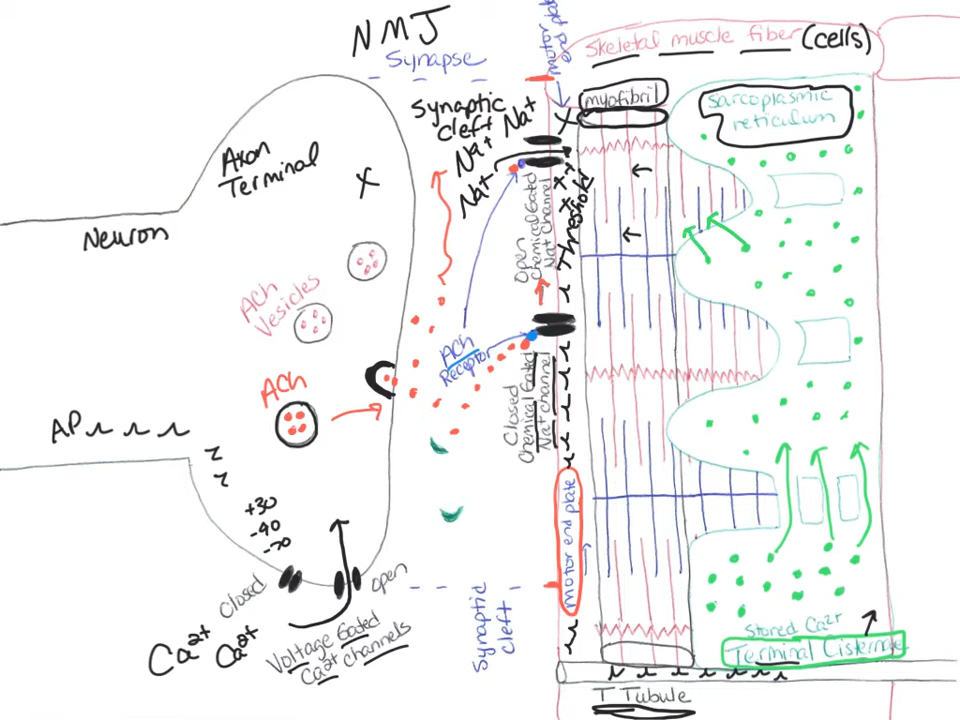 NMJ
Synapse
Synaptic
cleft
Na+
Na+
Na+
motor
end plate
Skeletal muscle fiber (cells)
myofibril
sarcoplasmic
reticulum
Axon
Terminal
X
Neuron
ACh
Vesicles
ACh
AP
+30
-40
-70
Closed
open
Ca2+
Ca2+
Voltage Gated
Ca2+ channels
ACh
Receptor
Open
Chemical Gated
Na+ Channel
Threshold
X
X
X
X
Closed
Chemical Gated
Na+ channel
motor end plate
Synaptic
cleft
Stored Ca2+
Terminal Cisternae
T Tubule